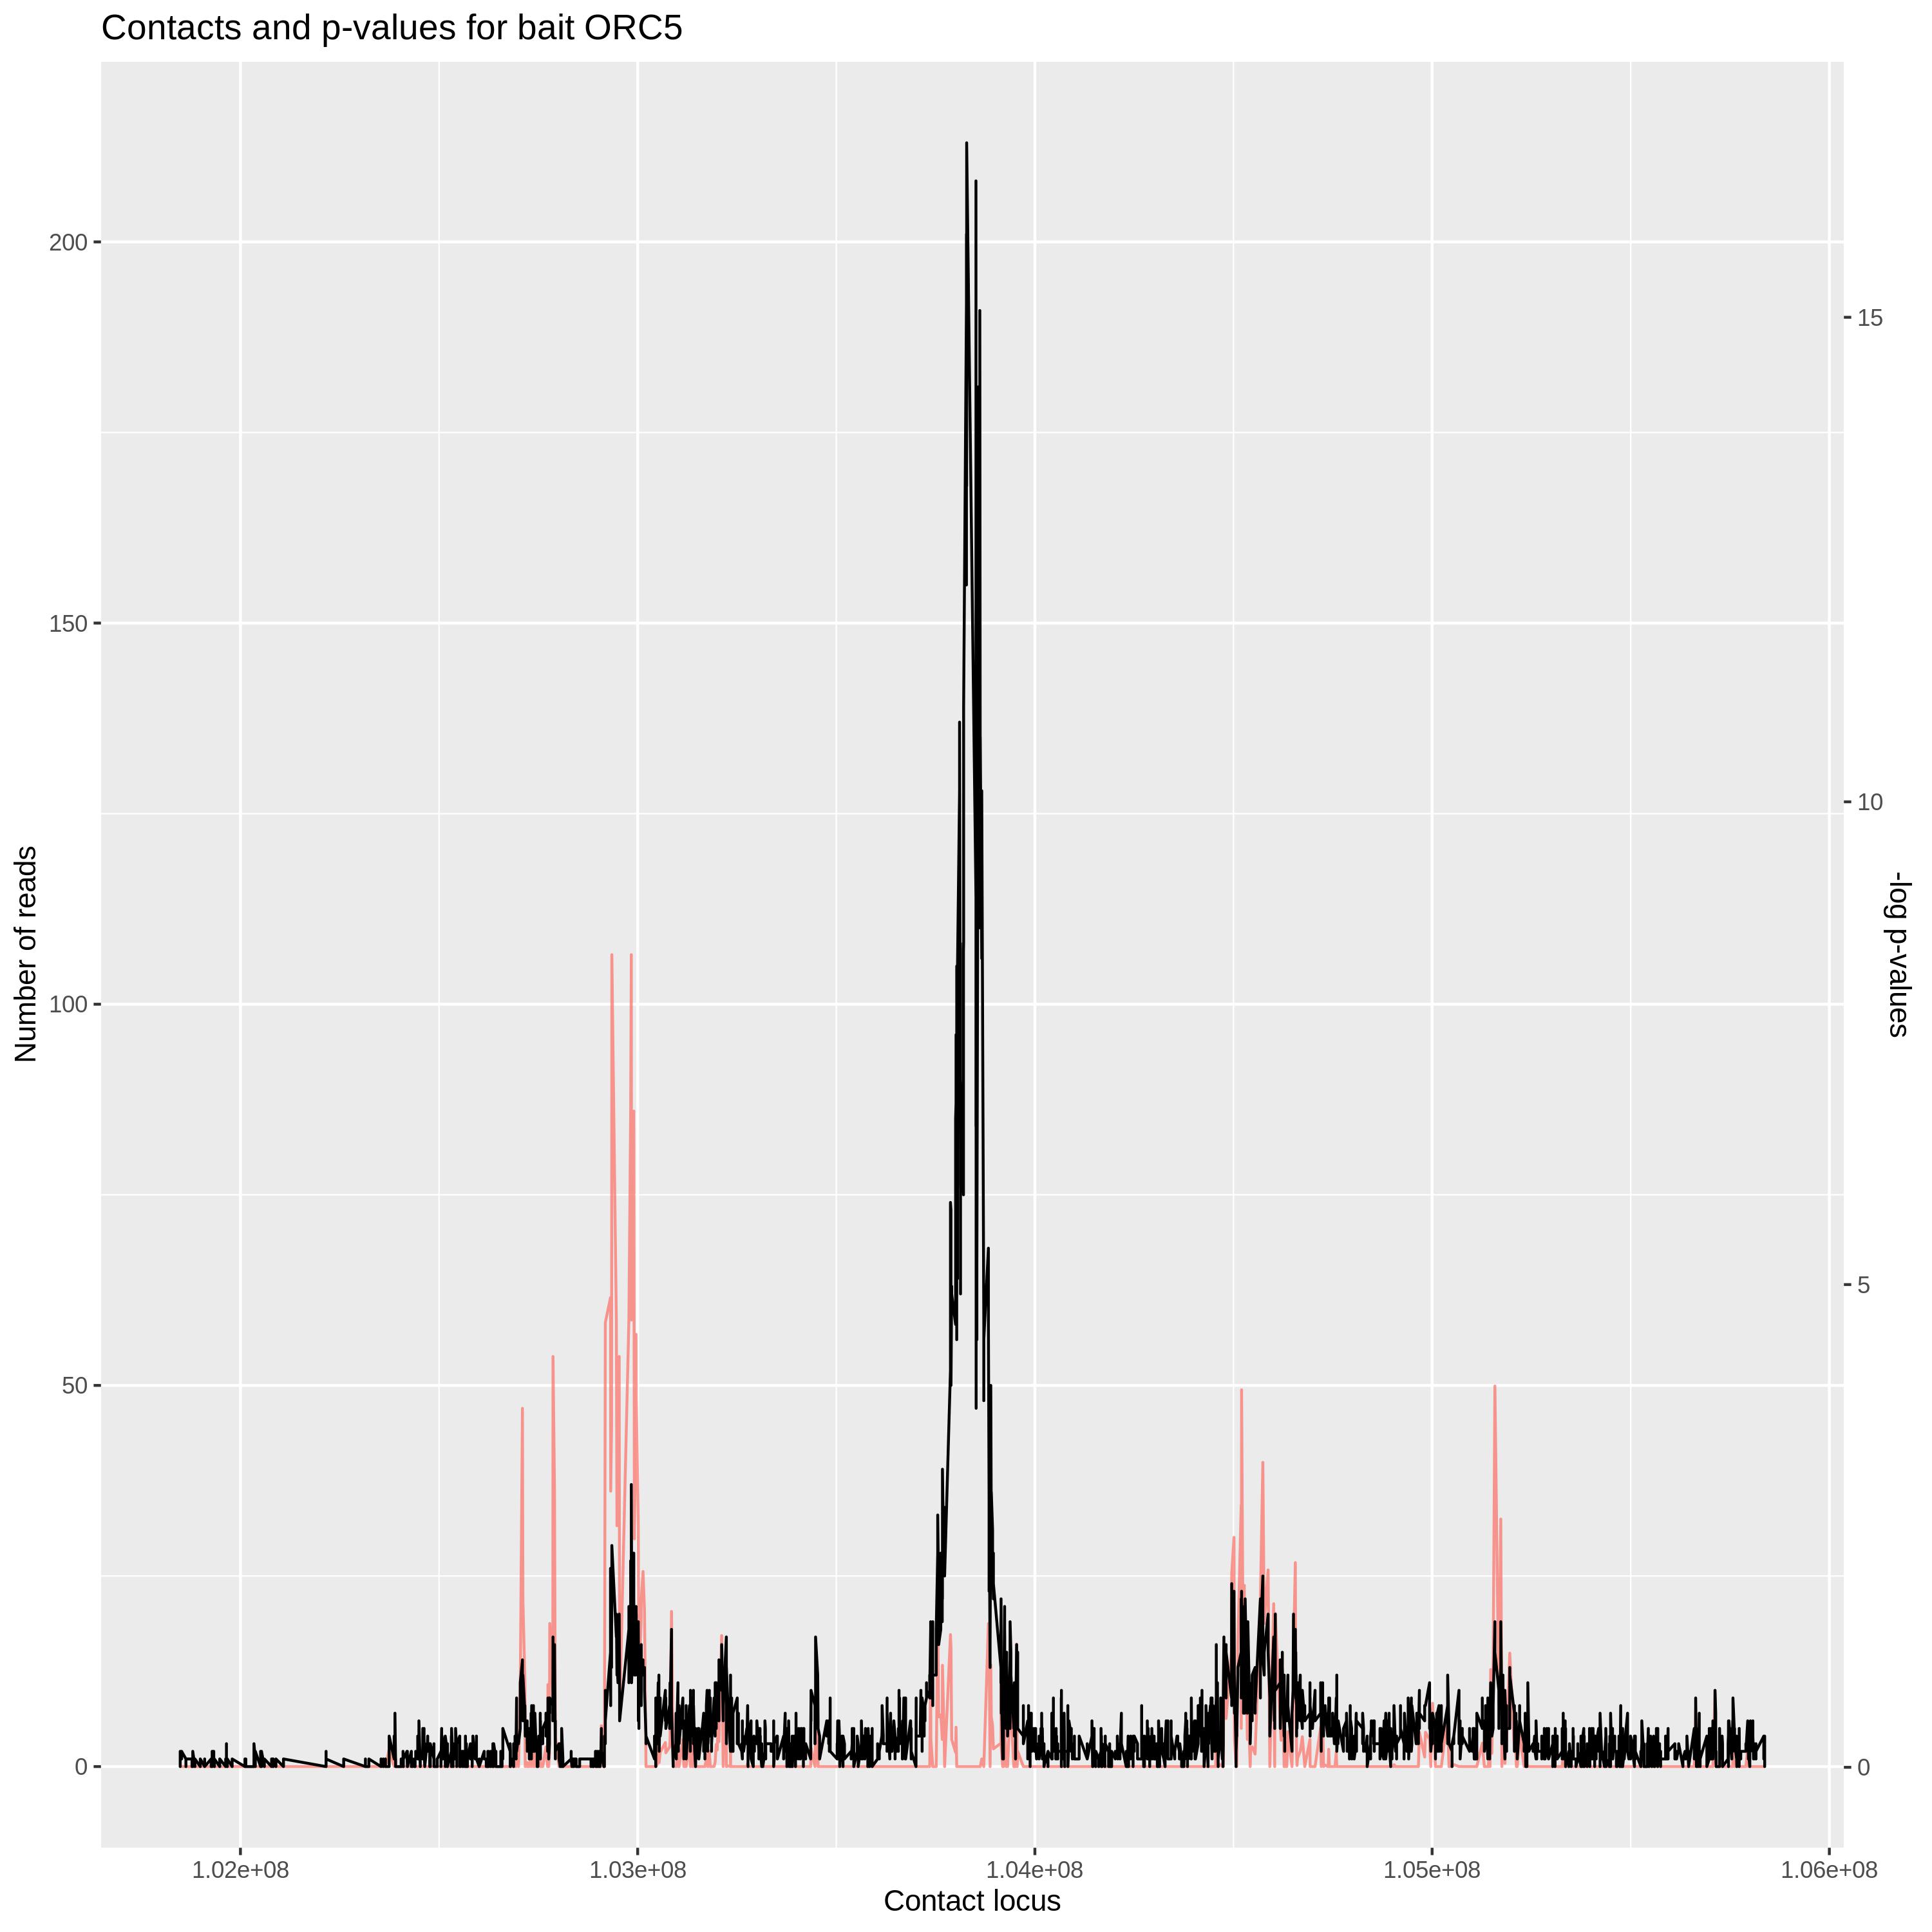 Contacts and p-values for bait ORC5
Number of reads
200
150
100
50
0
15
10
5
0
-log p-values
1.02e+08 1.03e+08 1.04e+08 1.05e+08 1.06e+08
Contact locus